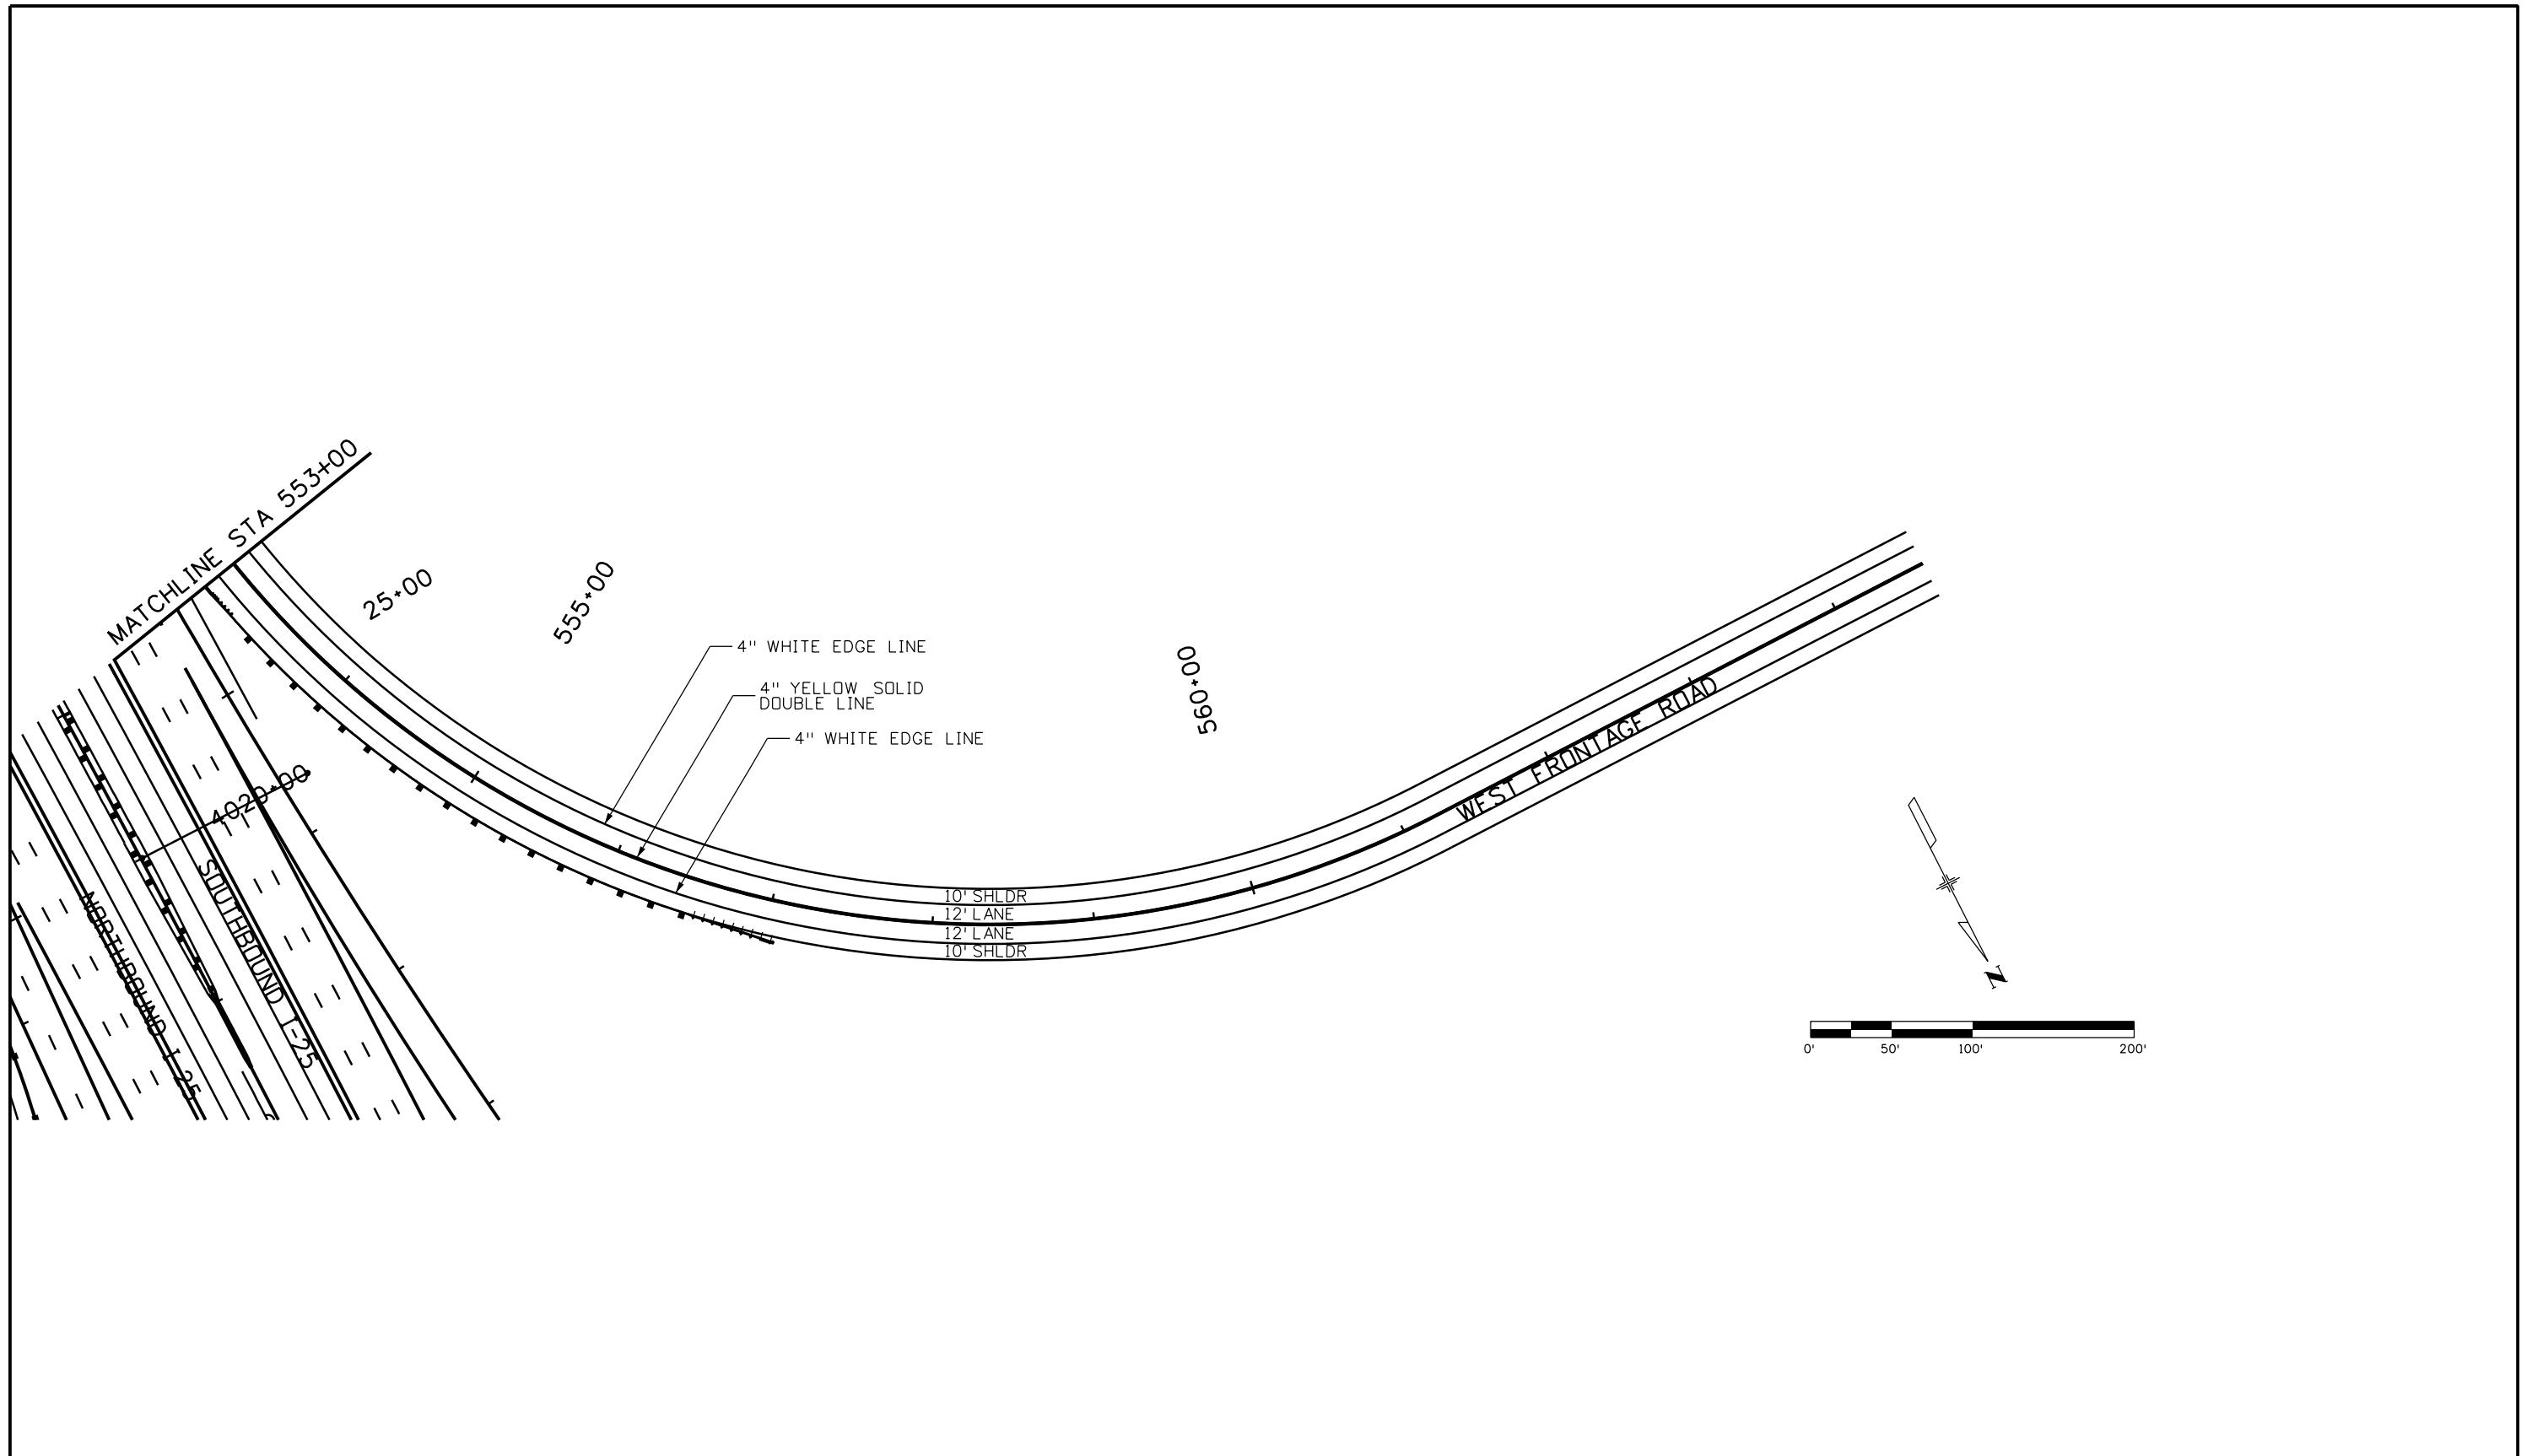 MATCHLINE STA 553+00
25+00
555+00
4" WHITE EDGE LINE
4" YELLOW SOLID
DOUBLE LINE
4" WHITE EDGE LINE
560+00
WEST FRONTAGE ROAD
4020+00
SOUTHBOUND I-25
NORTHBOUND I-25
10' SHLDR
12' LANE
12' LANE
10' SHLDR
N
0' 50' 100' 200'